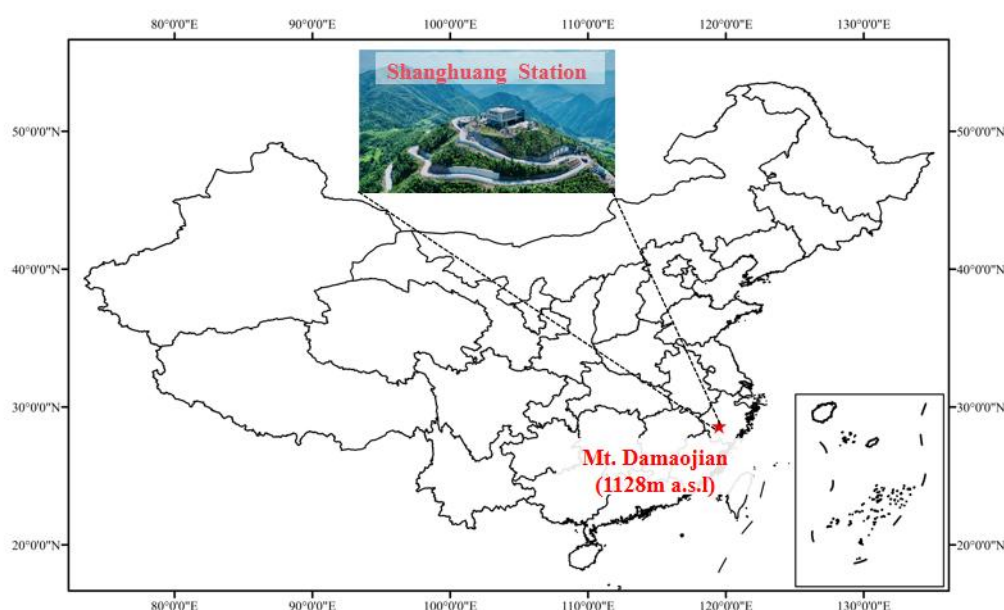 80°0'0"E 90°0'0"E 100°0'0"E 110°0'0"E 120°0'0"E 130°0'0"E
Shanghuang Station
50°0'0"N 50°0'0"N
40°0'0"N 40°0'0"N
30°0'0"N 30°0'0"N
Mt. Damaojian
(1128m a.s.l)
20°0'0"N 20°0'0"N
80°0'0"E 90°0'0"E 100°0'0"E 110°0'0"E 120°0'0"E 130°0'0"E